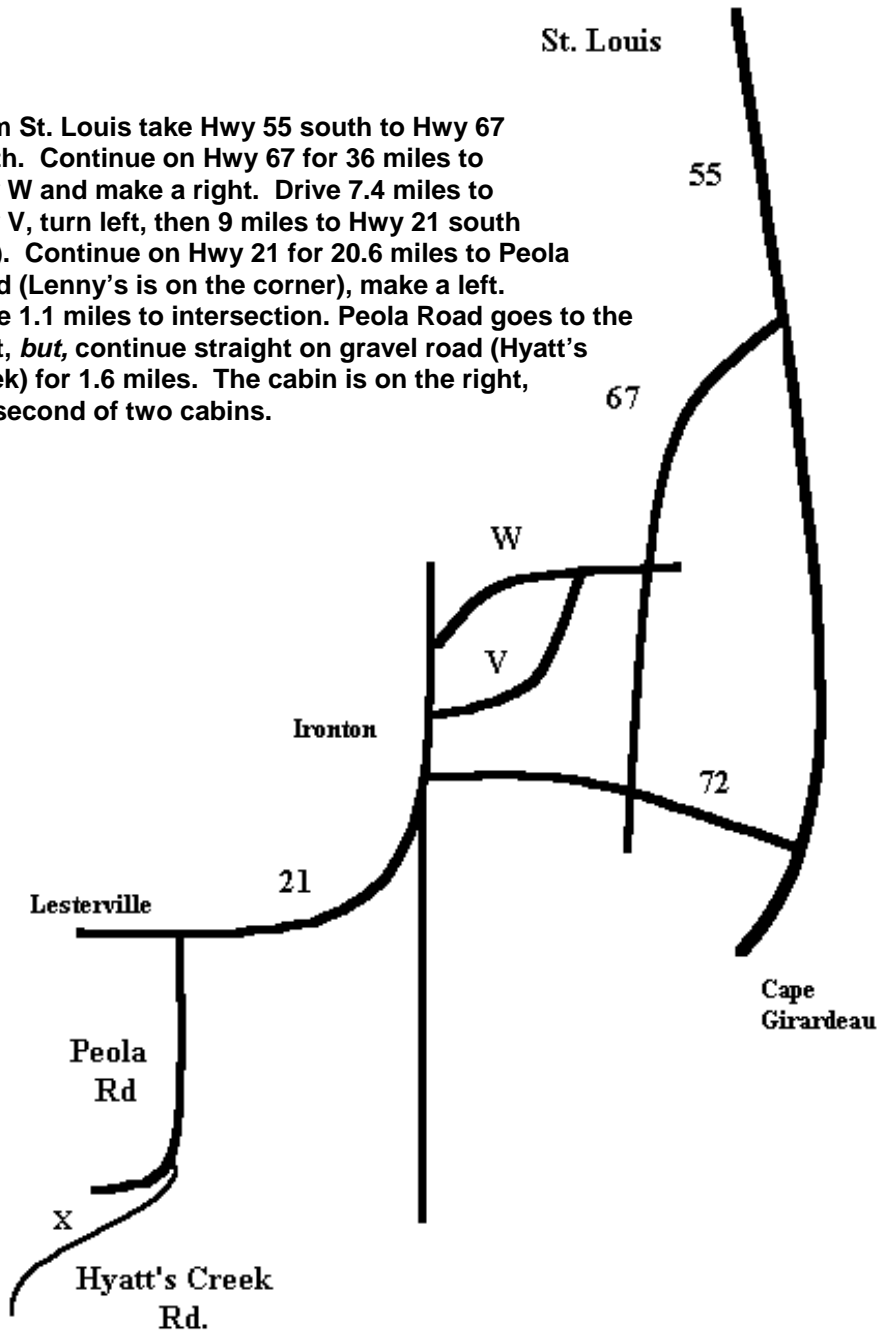 St. Louis
m St. Louis take Hwy 55 south to Hwy 67
th. Continue on Hwy 67 for 36 miles to
W and make a right. Drive 7.4 miles to
V, turn left, then 9 miles to Hwy 21 south
). Continue on Hwy 21 for 20.6 miles to Peola
d (Lenny's is on the corner), make a left.
e 1.1 miles to intersection. Peola Road goes to the
t, but, continue straight on gravel road (Hyatt's
ek) for 1.6 miles. The cabin is on the right,
second of two cabins.
55
67
W
V
Ironton
72
21
Lesterville
Cape
Girardeau
Peola
Rd
X
Hyatt's Creek
Rd.